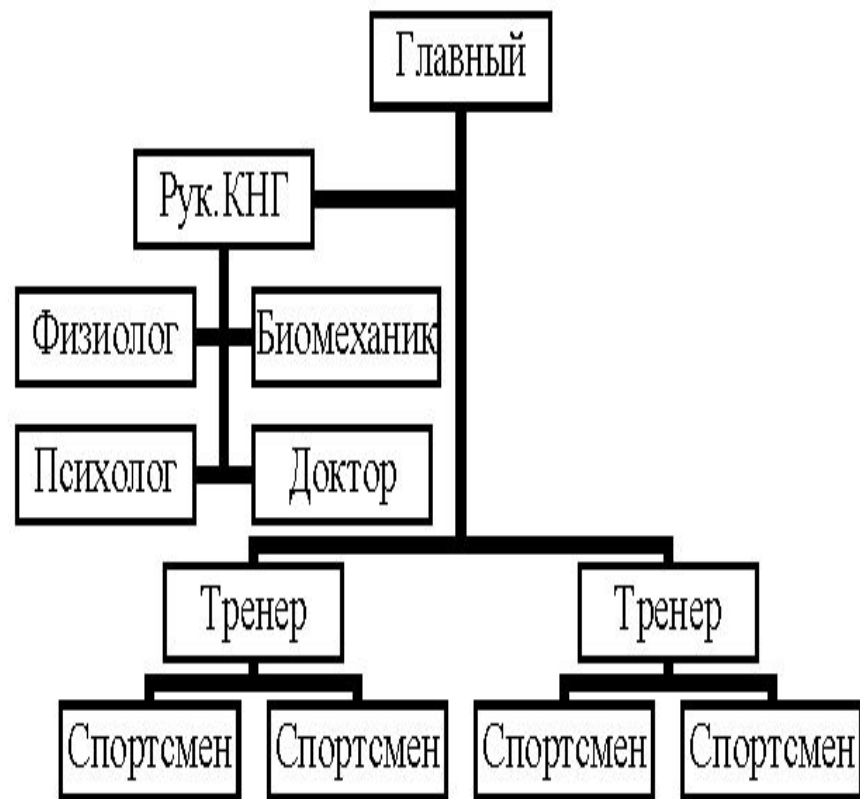 Главный
Рук.КНГ
Физиолог
Биомеханик
Психолог
Доктор
Тренер
Тренер
Спортсмен
Спортсмен
Спортсмен
Спортсмен